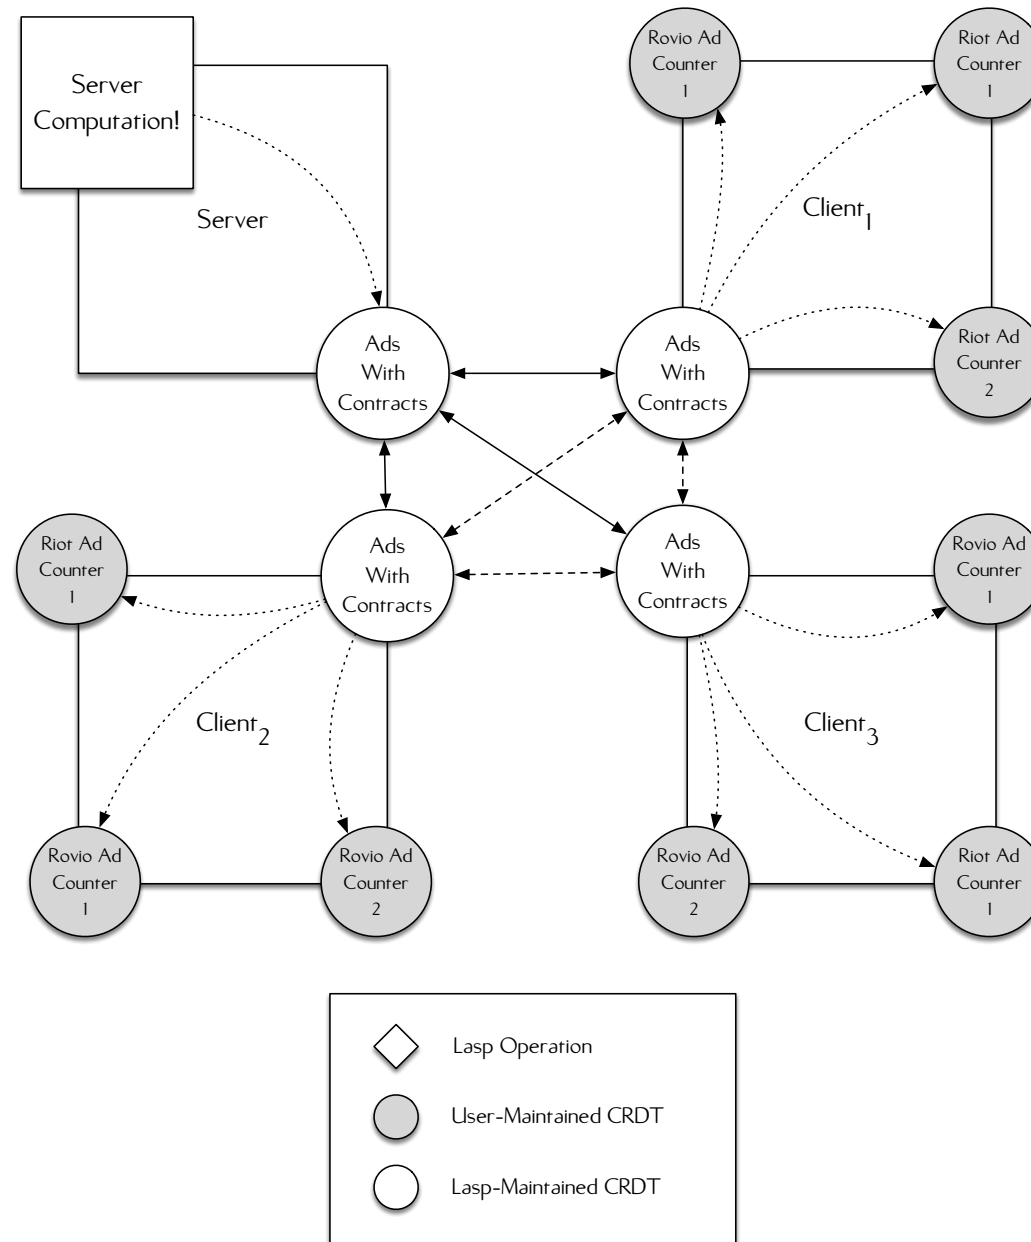 Server
Computation!
Server
Ads
With
Contracts
Rovio Ad
Counter
1
Riot Ad
Counter
1
Client1
Ads
With
Contracts
Riot Ad
Counter
2
Riot Ad
Counter
1
Ads
With
Contracts
Client2
Rovio Ad
Counter
1
Rovio Ad
Counter
2
Ads
With
Contracts
Rovio Ad
Counter
1
Client3
Rovio Ad
Counter
2
Riot Ad
Counter
1
Lasp Operation
User-Maintained CRDT
Lasp-Maintained CRDT